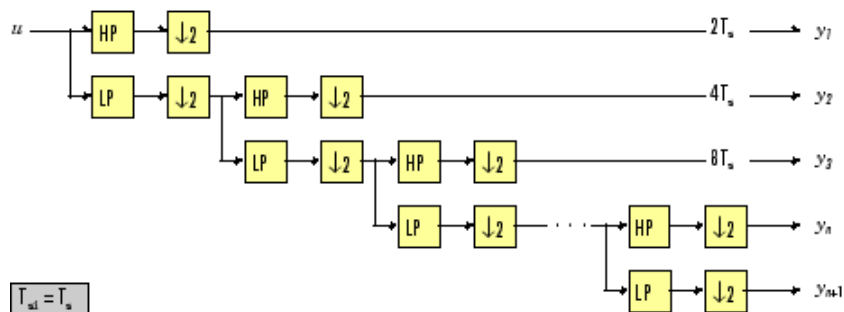 u HP ↓2 2Tₛ y₁
LP ↓2 HP ↓2 4Tₛ y₂
LP ↓2 HP ↓2 8Tₛ y₃
LP ↓2 · · · HP ↓2 yₙ
LP ↓2 yₙ₊₁
Tₛᵢ = Tₛ